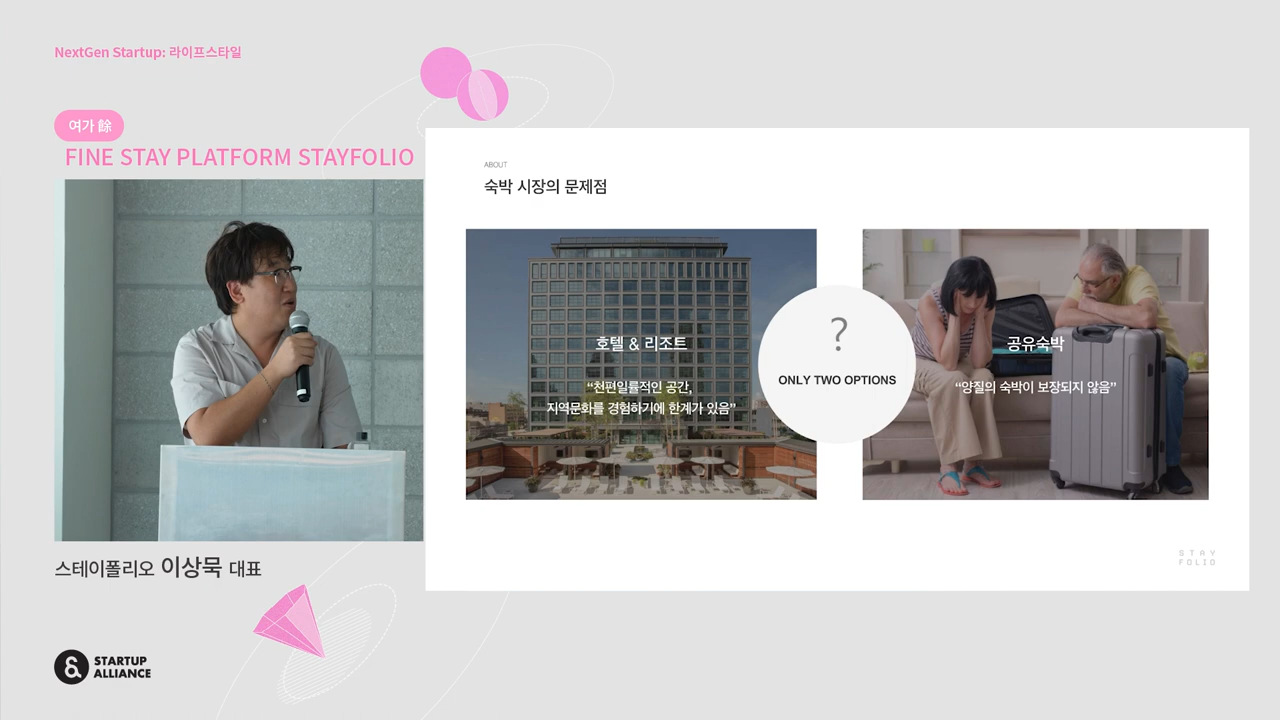 NextGen Startup: 라이프스타일
여가 餘
FINE STAY PLATFORM STAYFOLIO
ABOUT
숙박 시장의 문제점
호텔 & 리조트
“천편일률적인 공간,
지역문화를 경험하기에 한계가 있음”
?
ONLY TWO OPTIONS
공유숙박
“양질의 숙박이 보장되지 않음”
STAY
FOLIO
스테이폴리오 이상묵 대표
STARTUP
ALLIANCE